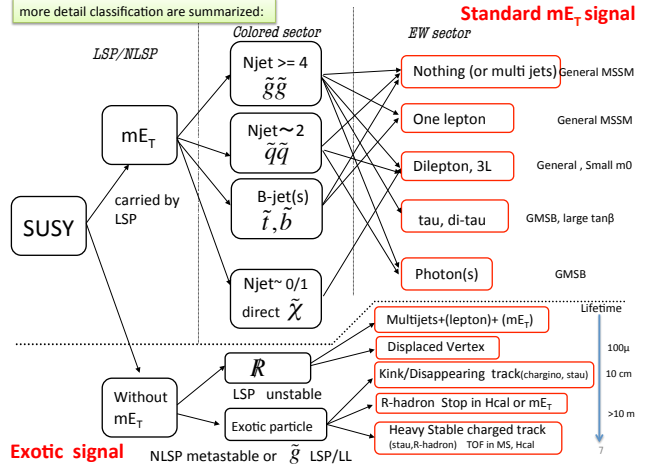 more detail classification are summarized:
Standard mE_T signal
LSP/NLSP
Colored sector
EW sector
Njet >= 4
g̃g̃
Nothing (or multi jets)
General MSSM
One lepton
General MSSM
mE_T
Njet～2
q̃q̃
Dilepton, 3L
General , Small m0
carried by
LSP
B-jet(s)
t̃,b̃
SUSY
tau, di-tau
GMSB, large tanβ
Njet~ 0/1
direct χ̃
Photon(s)
GMSB
Lifetime
Multijets+(lepton)+ (mE_T)
Displaced Vertex
100μ
R̸
LSP unstable
Kink/Disappearing track(chargino, stau)
10 cm
Without
mE_T
R-hadron Stop in Hcal or mE_T
>10 m
Exotic particle
Heavy Stable charged track
(stau,R-hadron) TOF in MS, Hcal
7
Exotic signal
NLSP metastable or g̃ LSP/LL